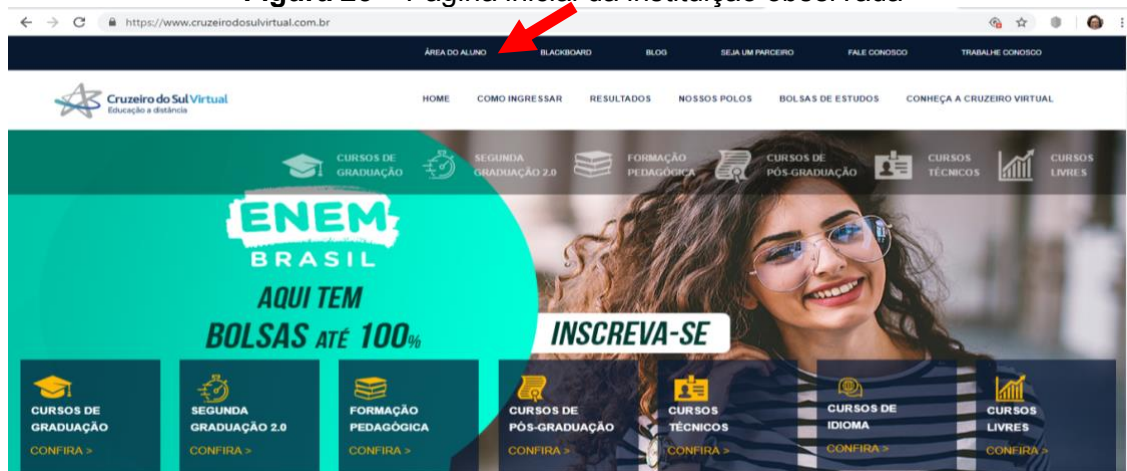 Figura 26 – Página inicial da instituição observada
https://www.cruzeirodosulvirtual.com.br
ÁREA DO ALUNO BLACKBOARD BLOG SEJA UM PARCEIRO FALE CONOSCO TRABALHE CONOSCO
Cruzeiro do Sul Virtual
Educação a distância
HOME COMO INGRESSAR RESULTADOS NOSSOS POLOS BOLSAS DE ESTUDOS CONHEÇA A CRUZEIRO VIRTUAL
CURSOS DE GRADUAÇÃO
SEGUNDA GRADUAÇÃO 2.0
FORMAÇÃO PEDAGÓGICA
CURSOS DE PÓS-GRADUAÇÃO
CURSOS TÉCNICOS
CURSOS LIVRES
ENEM
BRASIL
AQUI TEM
BOLSAS ATÉ 100%
INSCREVA-SE
CURSOS DE
GRADUAÇÃO
CONFIRA >
SEGUNDA
GRADUAÇÃO 2.0
CONFIRA >
FORMAÇÃO
PEDAGÓGICA
CONFIRA >
CURSOS DE
PÓS-GRADUAÇÃO
CONFIRA >
CURSOS
TÉCNICOS
CONFIRA >
CURSOS DE
IDIOMA
CONFIRA >
CURSOS
LIVRES
CONFIRA >